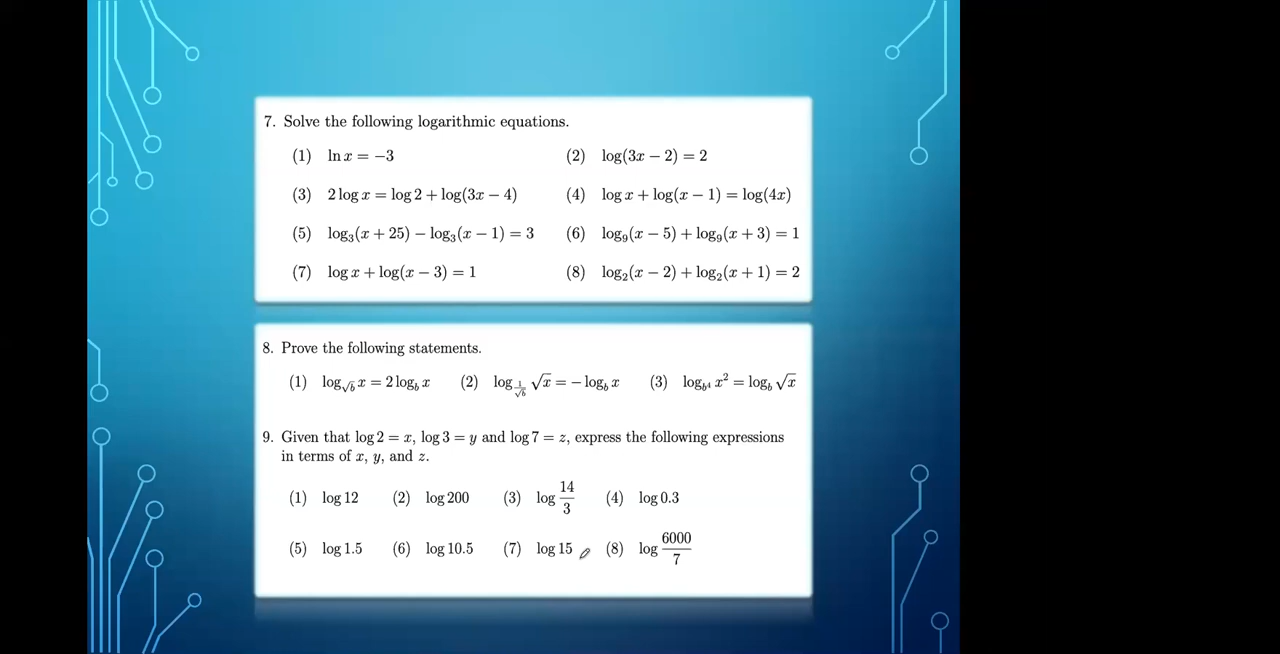 7. Solve the following logarithmic equations.
(1) ln x = −3 (2) log(3x − 2) = 2
(3) 2 log x = log 2 + log(3x − 4) (4) log x + log(x − 1) = log(4x)
(5) log₃(x + 25) − log₃(x − 1) = 3 (6) log₉(x − 5) + log₉(x + 3) = 1
(7) log x + log(x − 3) = 1 (8) log₂(x − 2) + log₂(x + 1) = 2
8. Prove the following statements.
(1) log_{√b} x = 2 log_b x (2) log_{1/√b} √x = − log_b x (3) log_{b⁴} x² = log_b √x
9. Given that log 2 = x, log 3 = y and log 7 = z, express the following expressions
in terms of x, y, and z.
(1) log 12 (2) log 200 (3) log 14/3 (4) log 0.3
(5) log 1.5 (6) log 10.5 (7) log 15 (8) log 6000/7